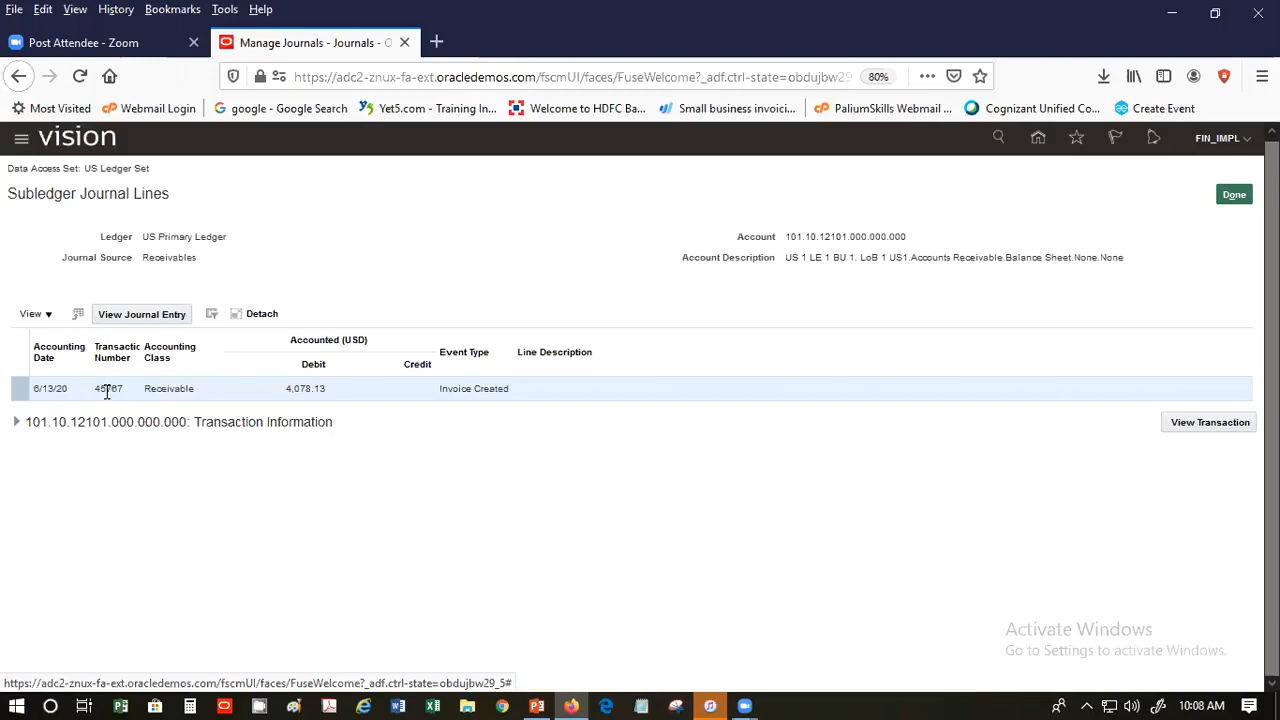 File Edit View History Bookmarks Tools Help
Post Attendee - Zoom
Manage Journals - Journals - O
https://adc2-znux-fa-ext.oracledemos.com/fscmUI/faces/FuseWelcome?_adf.ctrl-state=obdujbw29 80%
Most Visited Webmail Login google - Google Search Yet5.com - Training In... Welcome to HDFC Ba... Small business invoici... PaliumSkills Webmail ... Cognizant Unified Co... Create Event
vision FIN_IMPL
Data Access Set: US Ledger Set
Subledger Journal Lines Done
Ledger US Primary Ledger Account 101.10.12101.000.000.000
Journal Source Receivables Account Description US 1 LE 1 BU 1. LoB 1 US1.Accounts Receivable.Balance Sheet.None.None
View View Journal Entry Detach
Accounting Date Transactic Number Accounting Class Accounted (USD) Debit Credit Event Type Line Description
6/13/20 Receivable 4,078.13 Invoice Created
101.10.12101.000.000.000: Transaction Information View Transaction
Activate Windows
Go to Settings to activate Windows.
https://adc2-znux-fa-ext.oracledemos.com/fscmUI/faces/FuseWelcome?_adf.ctrl-state=obdujbw29_5#
10:08 AM